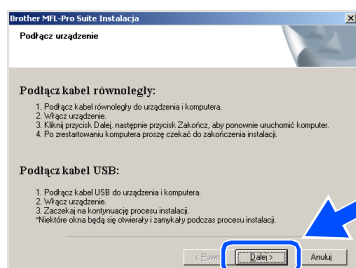 Brother MFL-Pro Suite Instalacja
Podłącz urządzenie
Podłącz kabel równoległy:
1. Podłącz kabel równoległy do urządzenia i komputera.
2. Włącz urządzenie.
3. Kliknij przycisk Dalej, następnie przycisk Zakończ, aby ponownie uruchomić komputer.
4. Po zrestartowaniu komputera proszę czekać do zakończenia instalacji.
Podłącz kabel USB:
1. Podłącz kabel USB do urządzenia i komputera.
2. Włącz urządzenie.
3. Zaczekaj na kontynuację procesu instalacji.
*Niektóre okna będą się otwierały i zamykały podczas procesu instalacji.
Dalej > Anuluj